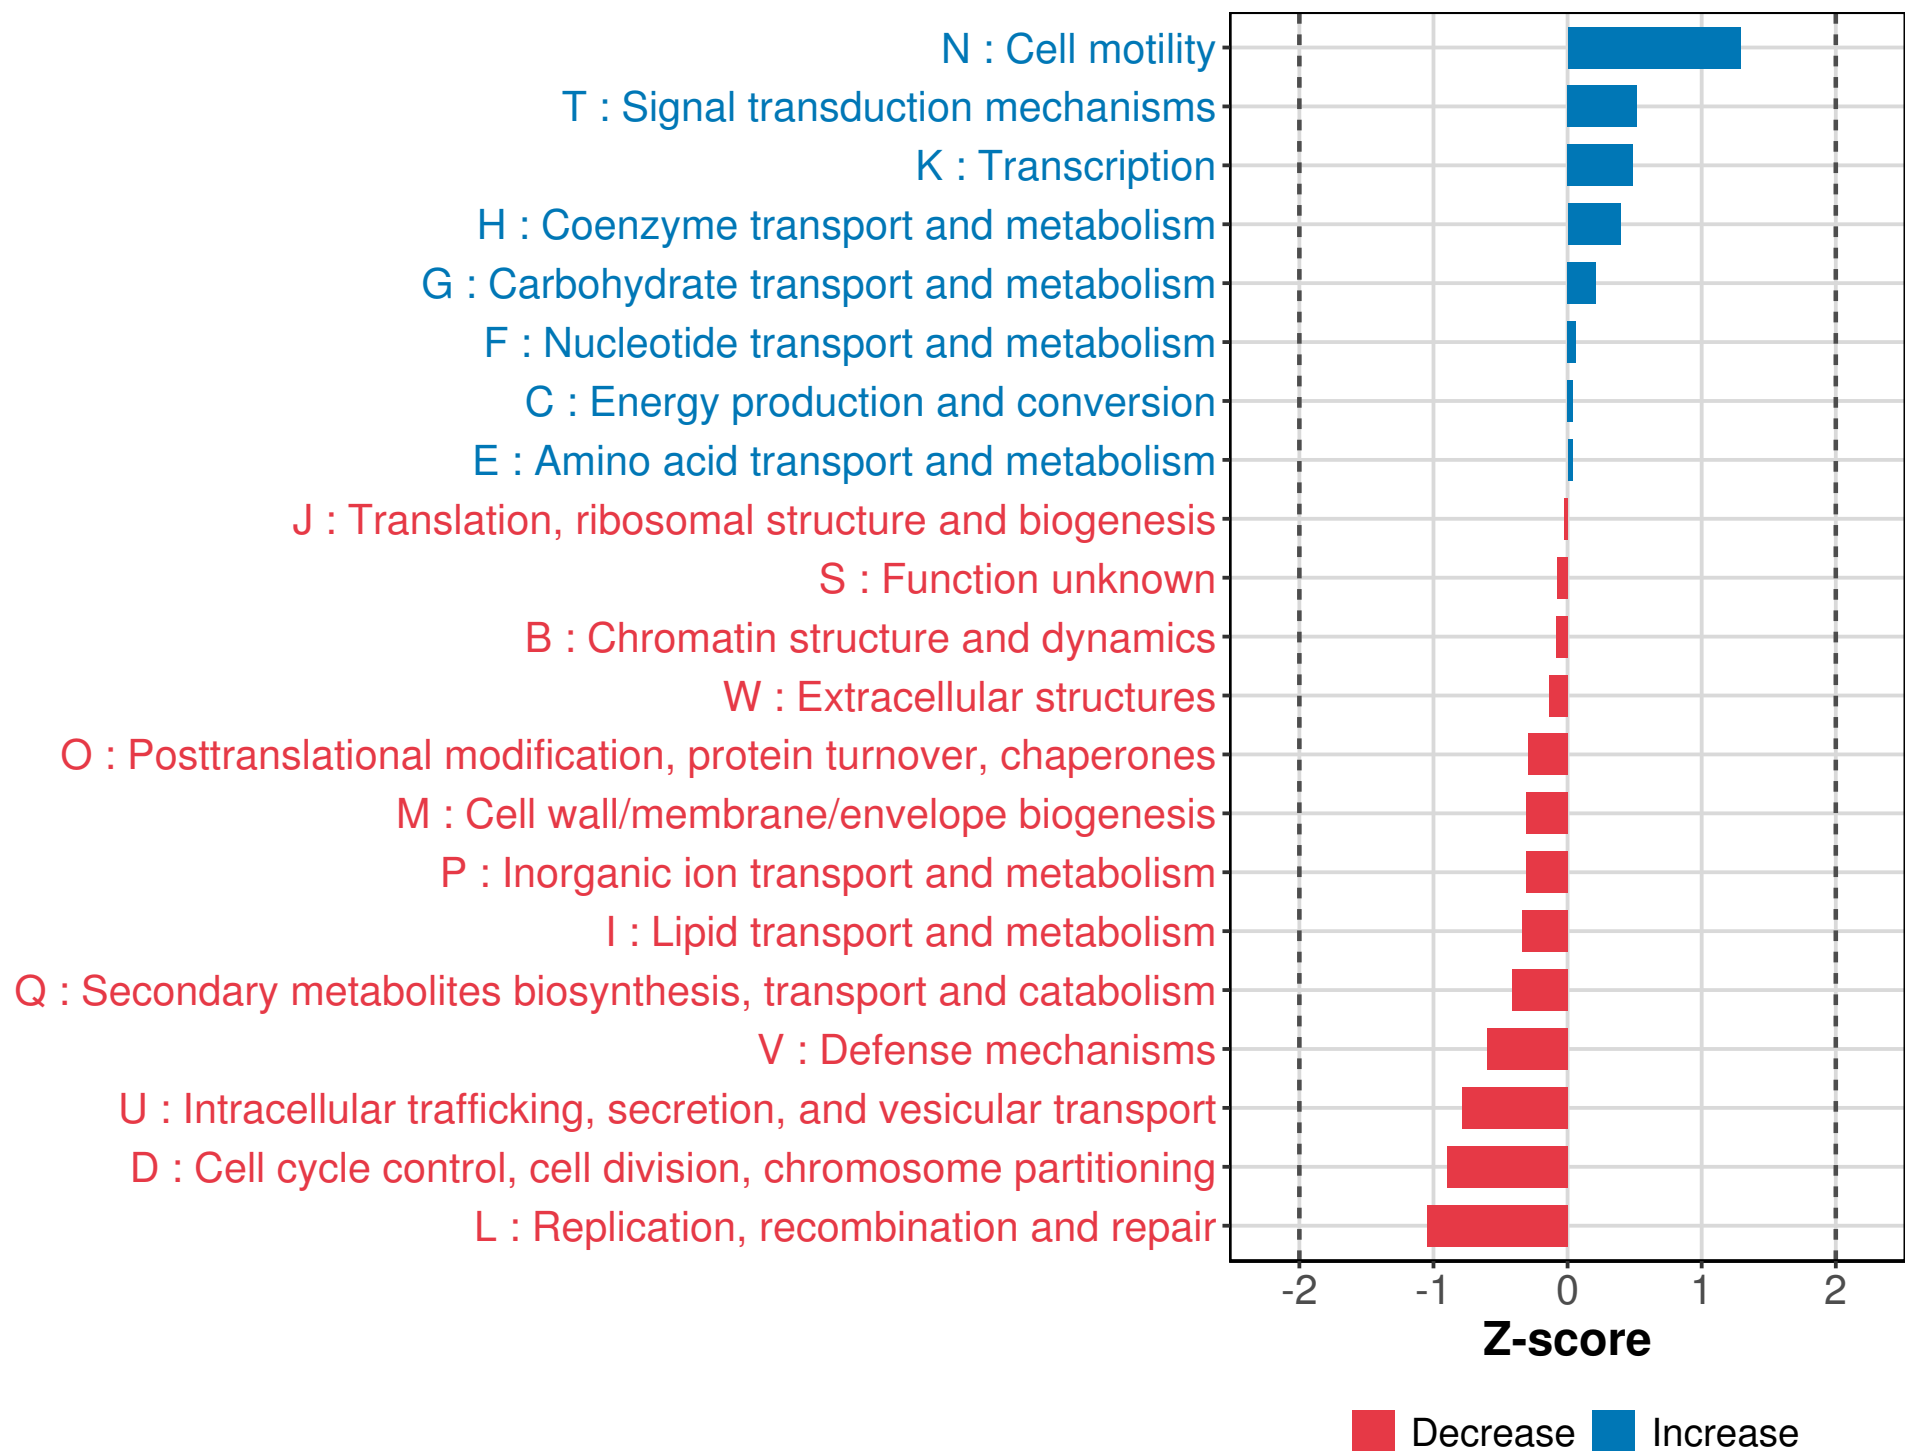 N : Cell motility
T : Signal transduction mechanisms
K : Transcription
H : Coenzyme transport and metabolism
G : Carbohydrate transport and metabolism
F : Nucleotide transport and metabolism
C : Energy production and conversion
E : Amino acid transport and metabolism
J : Translation, ribosomal structure and biogenesis
S : Function unknown
B : Chromatin structure and dynamics
W : Extracellular structures
O : Posttranslational modification, protein turnover, chaperones
M : Cell wall/membrane/envelope biogenesis
P : Inorganic ion transport and metabolism
I : Lipid transport and metabolism
Q : Secondary metabolites biosynthesis, transport and catabolism
V : Defense mechanisms
U : Intracellular trafficking, secretion, and vesicular transport
D : Cell cycle control, cell division, chromosome partitioning
L : Replication, recombination and repair
-2 -1 0 1 2
Z-score
Decrease Increase